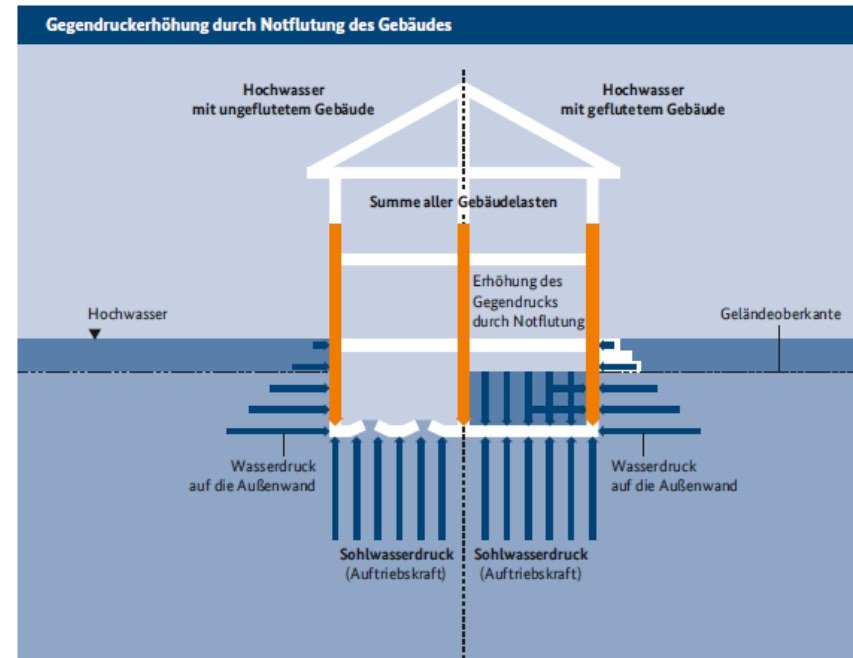 Gegendruckerhöhung durch Notflutung des Gebäudes
Hochwasser
mit ungeflutetem Gebäude
Hochwasser
mit geflutetem Gebäude
Summe aller Gebäudelasten
Erhöhung des
Gegendrucks
durch Notflutung
Hochwasser
Geländeoberkante
Wasserdruck
auf die Außenwand
Wasserdruck
auf die Außenwand
Sohlwasserdruck
(Auftriebskraft)
Sohlwasserdruck
(Auftriebskraft)